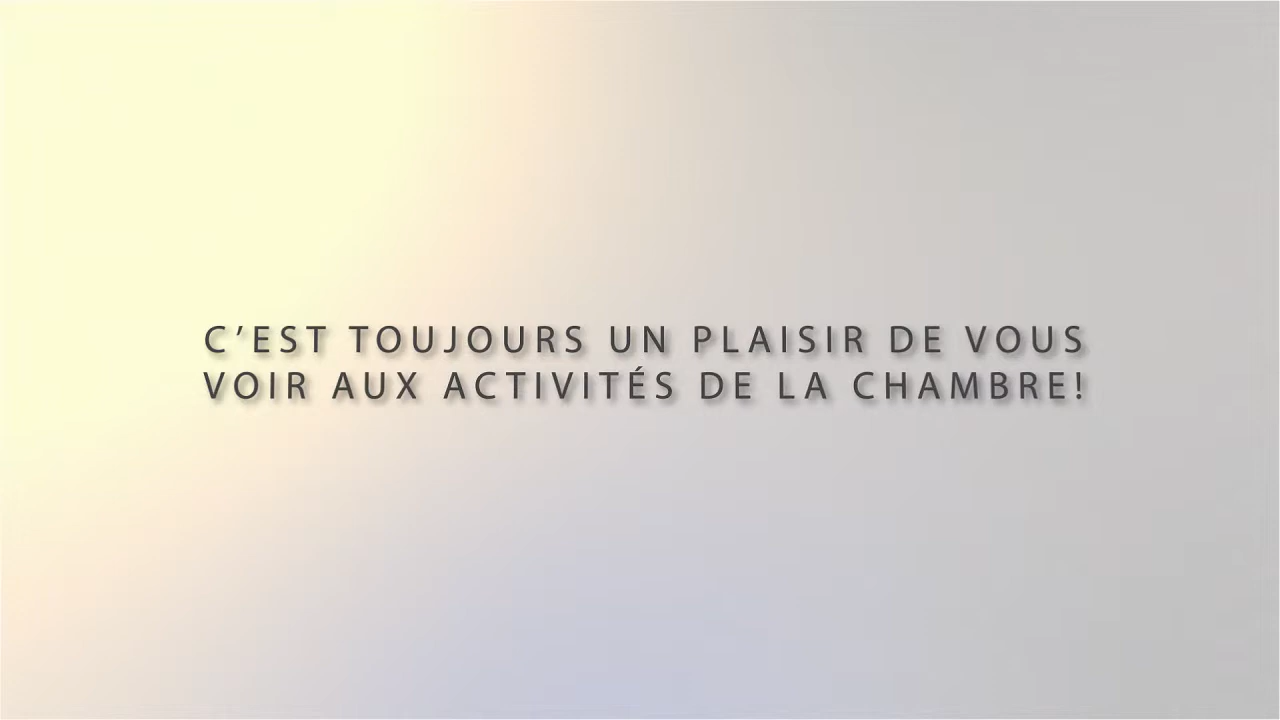 C’EST TOUJOURS UN PLAISIR DE VOUS
VOIR AUX ACTIVITÉS DE LA CHAMBRE!